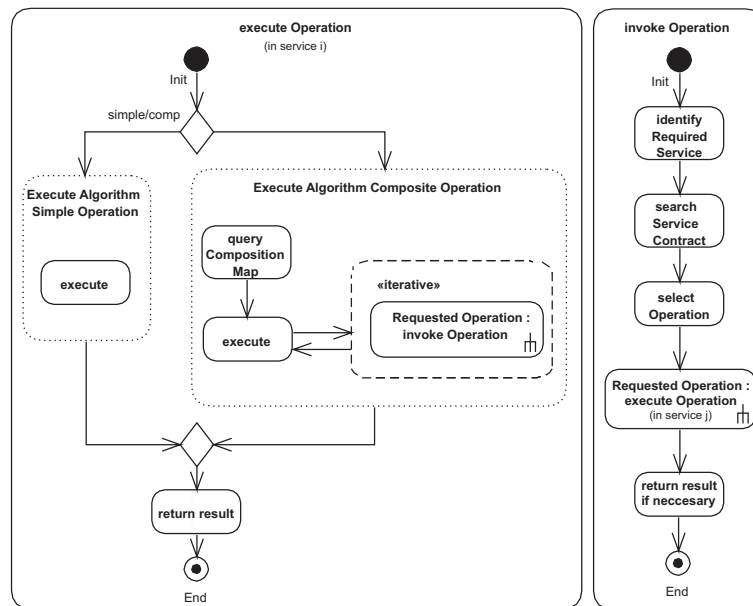 execute Operation
(in service i)
Init
simple/comp
Execute Algorithm
Simple Operation
execute
Execute Algorithm Composite Operation
query
Composition
Map
execute
«iterative»
Requested Operation :
invoke Operation
return result
End
invoke Operation
Init
identify
Required
Service
search
Service
Contract
select
Operation
Requested Operation :
execute Operation
(in service j)
return result
if neccesary
End